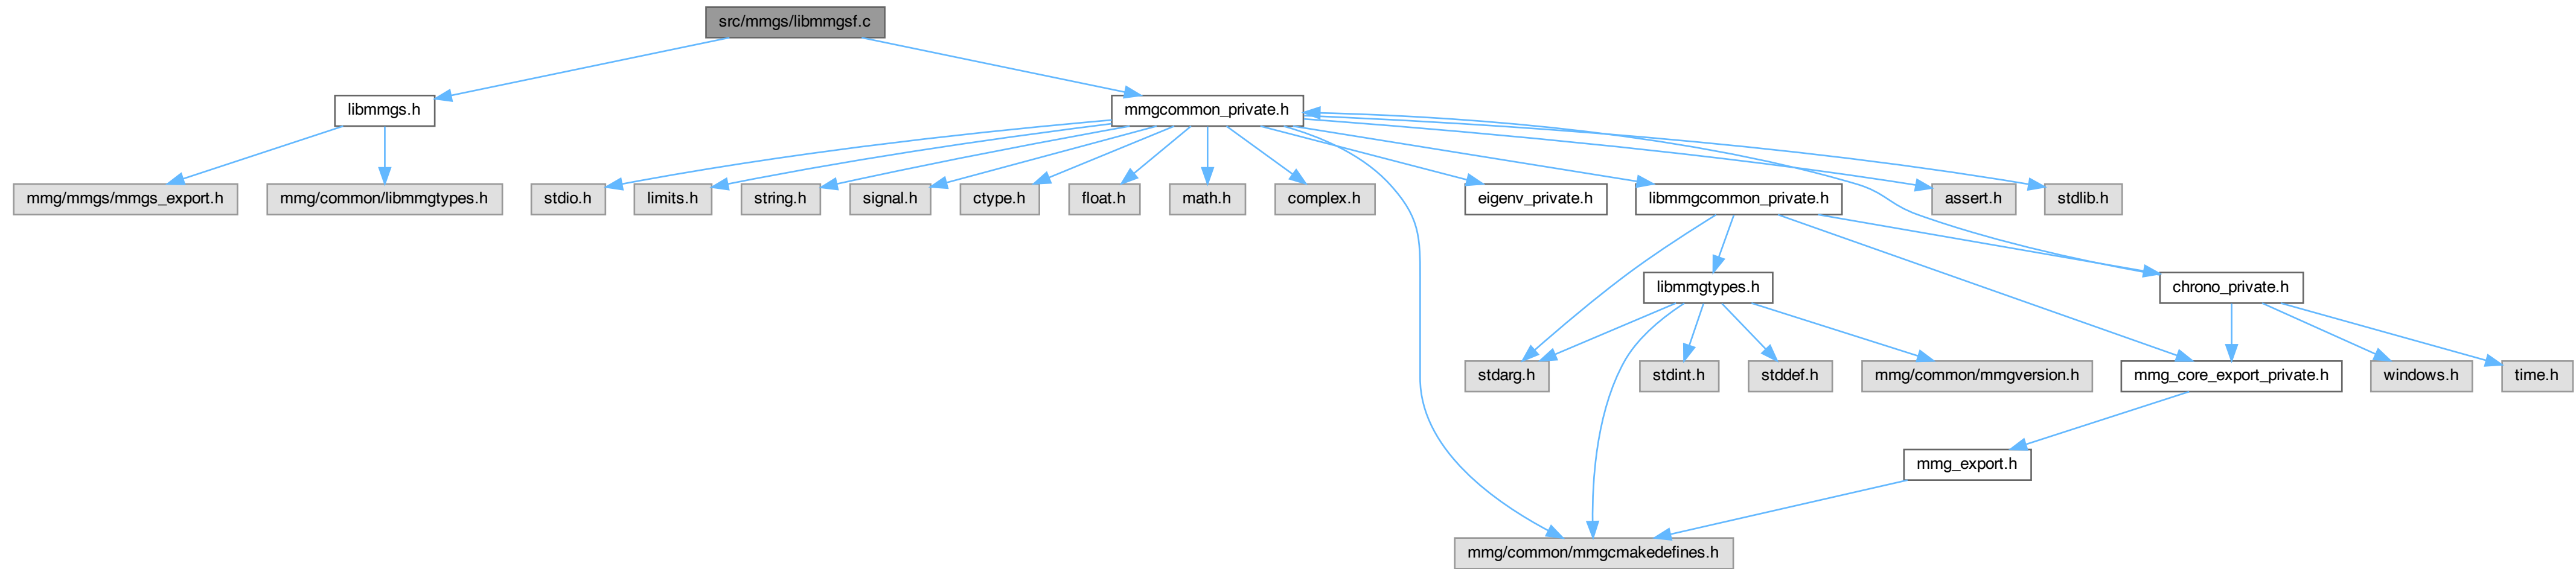 src/mmgs/libmmgsf.c
libmmgs.h
mmgcommon_private.h
mmg/mmgs/mmgs_export.h
mmg/common/libmmgtypes.h
stdio.h
limits.h
string.h
signal.h
ctype.h
float.h
math.h
complex.h
eigenv_private.h
libmmgcommon_private.h
assert.h
stdlib.h
libmmgtypes.h
chrono_private.h
stdarg.h
stdint.h
stddef.h
mmg/common/mmgversion.h
mmg_core_export_private.h
windows.h
time.h
mmg_export.h
mmg/common/mmgcmakedefines.h